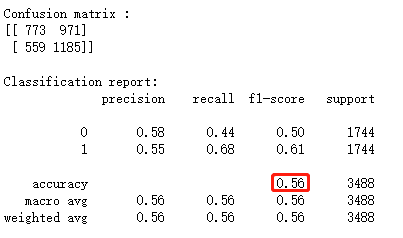 Confusion matrix :
[[ 773  971]
 [ 559 1185]]
Classification report:
precision recall f1-score support
0 0.58 0.44 0.50 1744
1 0.55 0.68 0.61 1744
accuracy 0.56 3488
macro avg 0.56 0.56 0.56 3488
weighted avg 0.56 0.56 0.56 3488